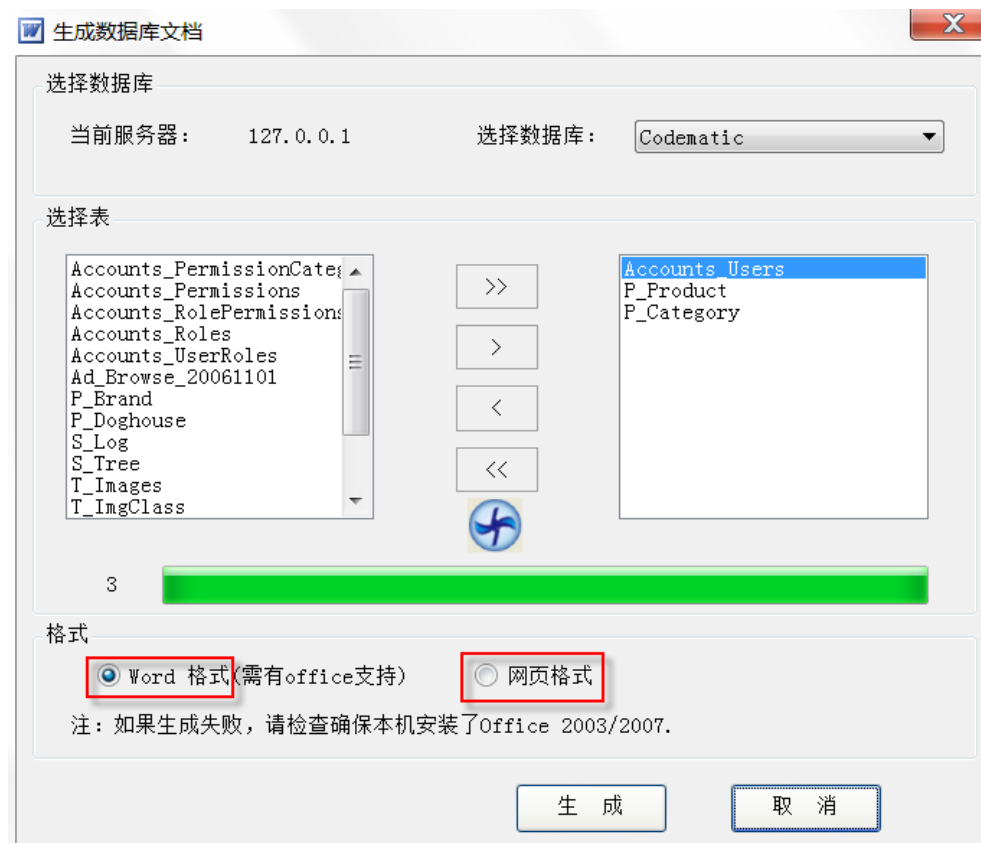 生成数据库文档
选择数据库
当前服务器： 127.0.0.1 选择数据库： Codematic
选择表
Accounts_PermissionCateg
Accounts_Permissions
Accounts_RolePermissions
Accounts_Roles
Accounts_UserRoles
Ad_Browse_20061101
P_Brand
P_Doghouse
S_Log
S_Tree
T_Images
T_ImgClass
>>
>
<
<<
Accounts_Users
P_Product
P_Category
3
格式
Word 格式(需有office支持) 网页格式
注：如果生成失败，请检查确保本机安装了Office 2003/2007.
生 成 取 消